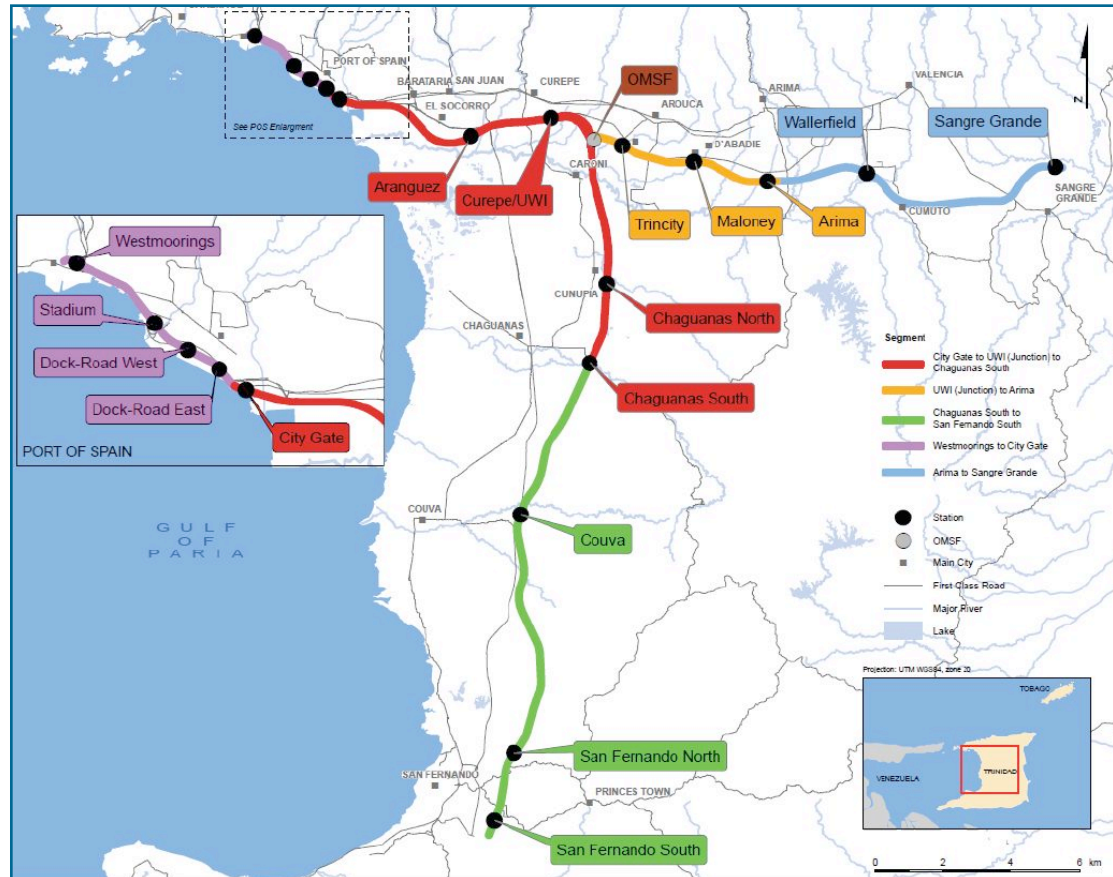 PORT OF SPAIN
See POS Enlargment
BARATARIA
SAN JUAN
EL SOCORRO
CUREPE
OMSF
AROUCA
ARIMA
VALENCIA
Wallerfield
Sangre Grande
D'ABADIE
Aranguez
Curepe/UWI
CARONI
Trincity
Maloney
Arima
CUMUTO
SANGRE
GRANDE
Z
Westmoorings
Stadium
Dock-Road West
Dock-Road East
City Gate
PORT OF SPAIN
CUNUPIA
Chaguanas North
CHAGUANAS
Chaguanas South
Segment
City Gate to UWI (Junction) to
Chaguanas South
UWI (Junction) to Arima
Chaguanas South to
San Fernando South
Westmoorings to City Gate
Arima to Sangre Grande
Station
OMSF
Main City
First Class Road
Major River
Lake
GULF
OF
PARIA
COUVA
Couva
San Fernando North
SAN FERNANDO
PRINCES TOWN
San Fernando South
Projection: UTM WGS84, zone 20
TOBAGO
VENEZUELA
TRINIDAD
0 2 4 6 km